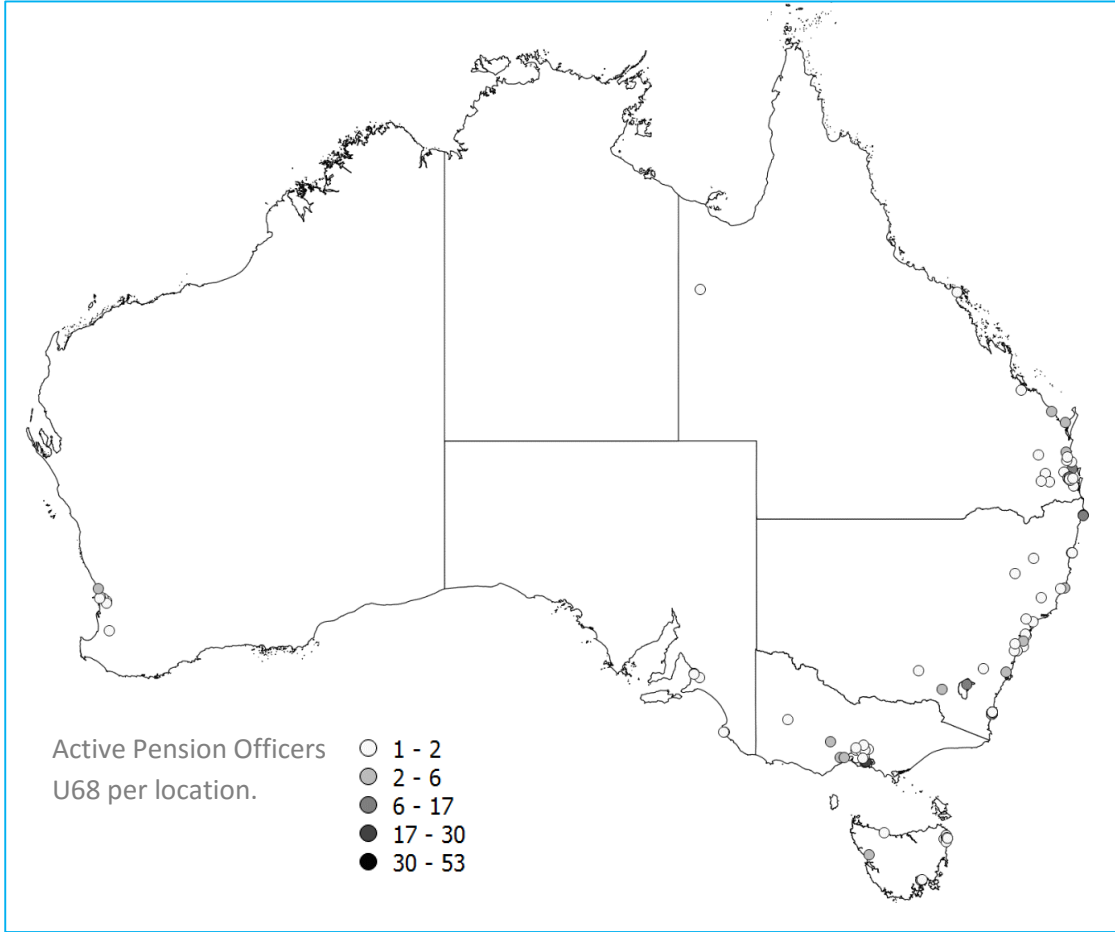 Active Pension Officers
U68 per location.
1 - 2
2 - 6
6 - 17
17 - 30
30 - 53